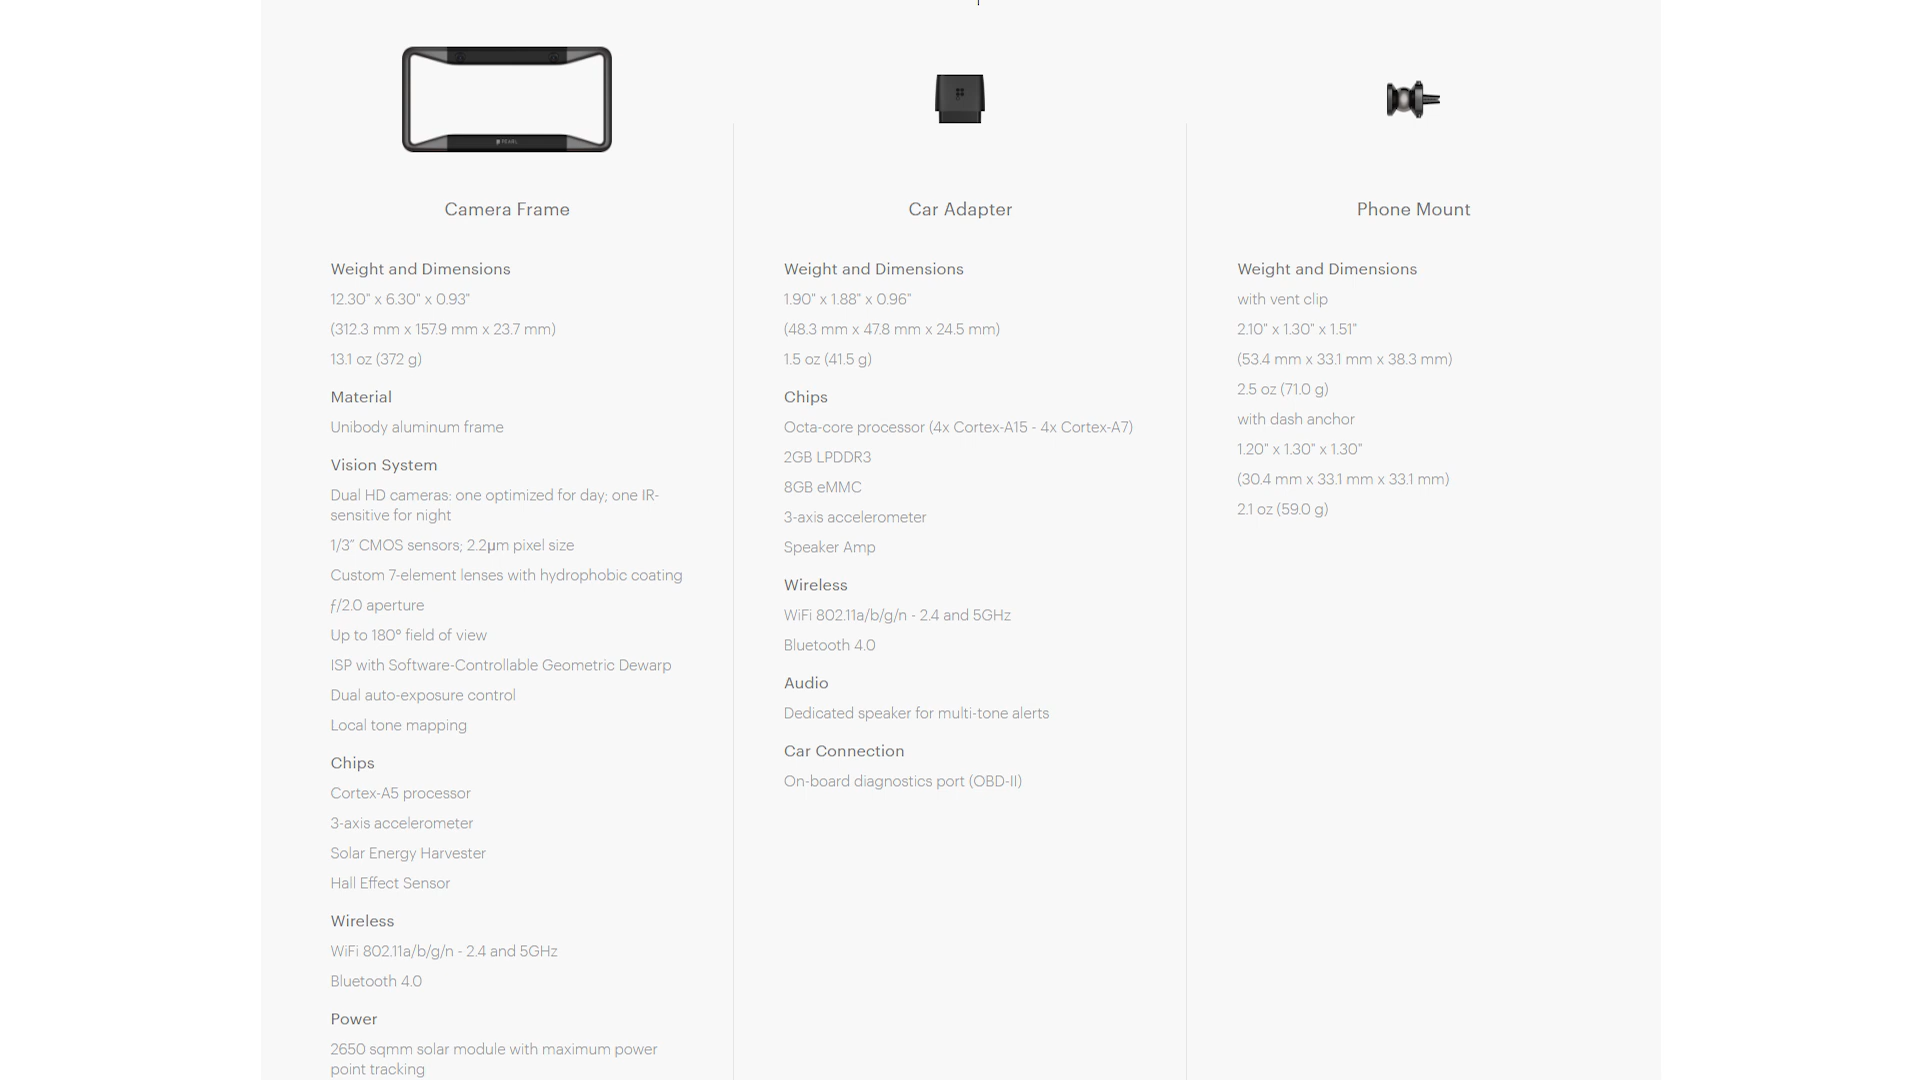 PEARL
Camera Frame
Weight and Dimensions
12.30" x 6.30" x 0.93"
(312.3 mm x 157.9 mm x 23.7 mm)
13.1 oz (372 g)
Material
Unibody aluminum frame
Vision System
Dual HD cameras: one optimized for day; one IR-
sensitive for night
1/3" CMOS sensors; 2.2μm pixel size
Custom 7-element lenses with hydrophobic coating
ƒ/2.0 aperture
Up to 180° field of view
ISP with Software-Controllable Geometric Dewarp
Dual auto-exposure control
Local tone mapping
Chips
Cortex-A5 processor
3-axis accelerometer
Solar Energy Harvester
Hall Effect Sensor
Wireless
WiFi 802.11a/b/g/n - 2.4 and 5GHz
Bluetooth 4.0
Power
2650 sqmm solar module with maximum power
point tracking
Car Adapter
Weight and Dimensions
1.90" x 1.88" x 0.96"
(48.3 mm x 47.8 mm x 24.5 mm)
1.5 oz (41.5 g)
Chips
Octa-core processor (4x Cortex-A15 - 4x Cortex-A7)
2GB LPDDR3
8GB eMMC
3-axis accelerometer
Speaker Amp
Wireless
WiFi 802.11a/b/g/n - 2.4 and 5GHz
Bluetooth 4.0
Audio
Dedicated speaker for multi-tone alerts
Car Connection
On-board diagnostics port (OBD-II)
Phone Mount
Weight and Dimensions
with vent clip
2.10" x 1.30" x 1.51"
(53.4 mm x 33.1 mm x 38.3 mm)
2.5 oz (71.0 g)
with dash anchor
1.20" x 1.30" x 1.30"
(30.4 mm x 33.1 mm x 33.1 mm)
2.1 oz (59.0 g)